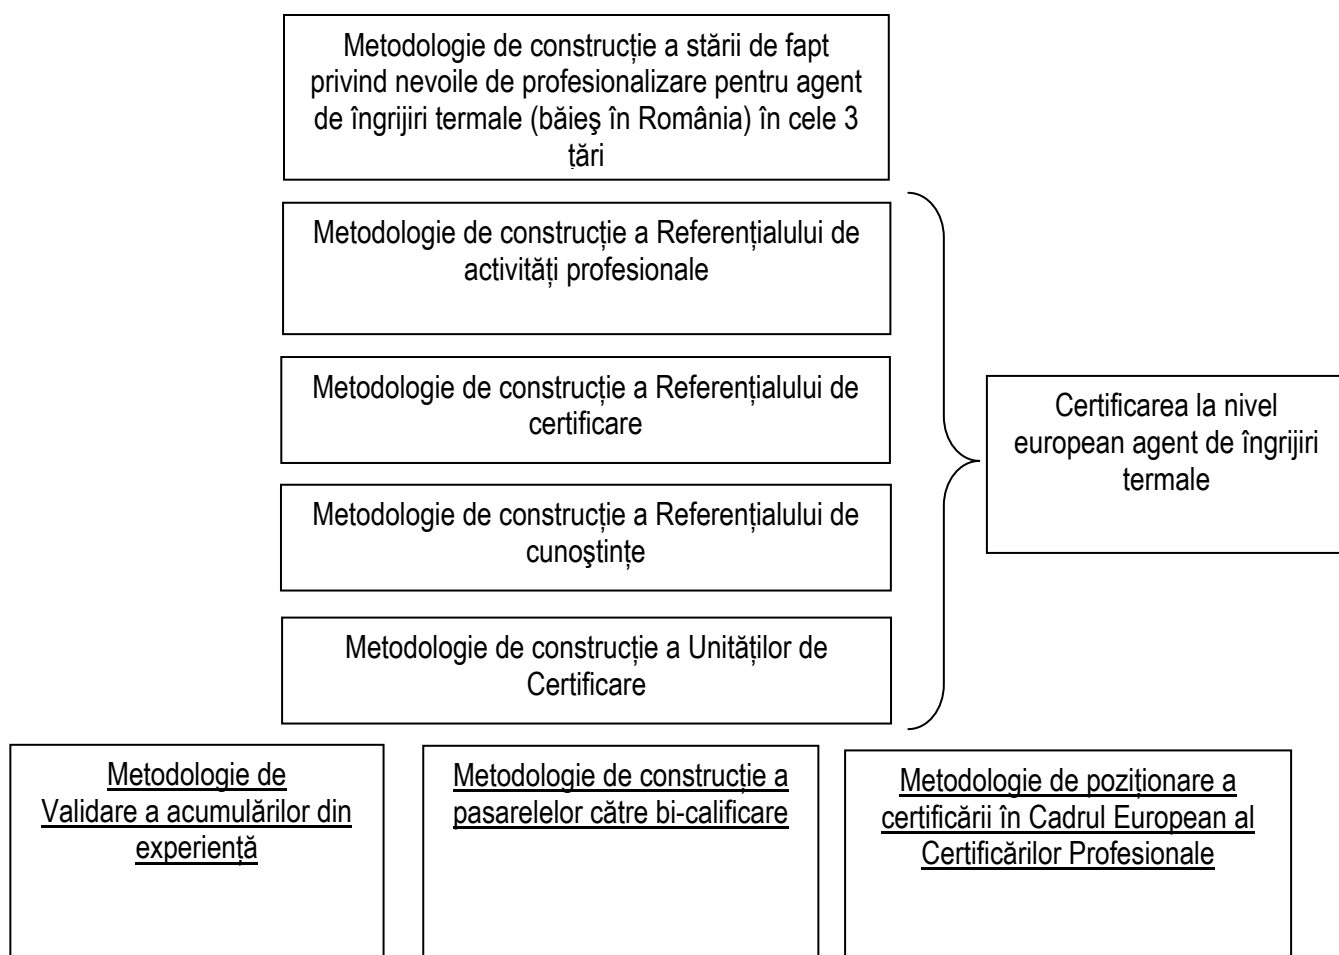 Metodologie de construcție a stării de fapt
privind nevoile de profesionalizare pentru agent
de îngrijiri termale (băieş în România) în cele 3
țări
Metodologie de construcție a Referențialului de
activități profesionale
Metodologie de construcție a Referențialului de
certificare
Metodologie de construcție a Referențialului de
cunoştințe
Metodologie de construcție a Unităților de
Certificare
Certificarea la nivel
european agent de îngrijiri
termale
Metodologie de
Validare a acumulărilor din
experiență
Metodologie de construcție a
pasarelelor către bi-calificare
Metodologie de poziționare a
certificării în Cadrul European al
Certificărilor Profesionale